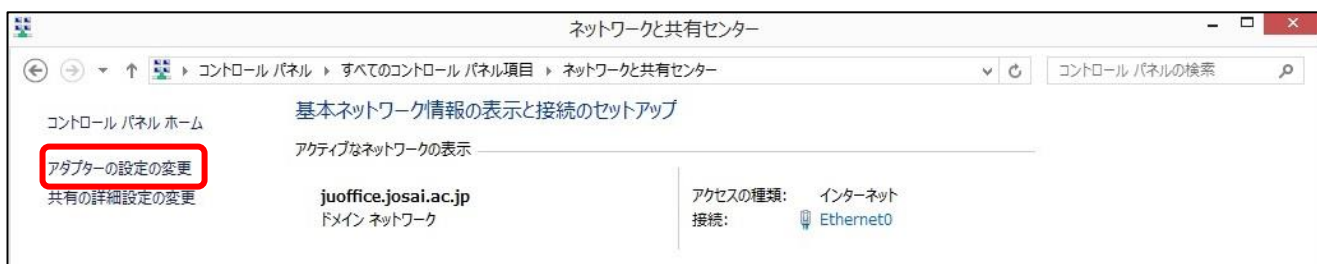 ネットワークと共有センター
コントロール パネル すべてのコントロール パネル項目 ネットワークと共有センター
コントロール パネルの検索
コントロール パネル ホーム
アダプターの設定の変更
共有の詳細設定の変更
基本ネットワーク情報の表示と接続のセットアップ
アクティブなネットワークの表示
juoffice.josai.ac.jp
ドメイン ネットワーク
アクセスの種類: インターネット
接続: Ethernet0